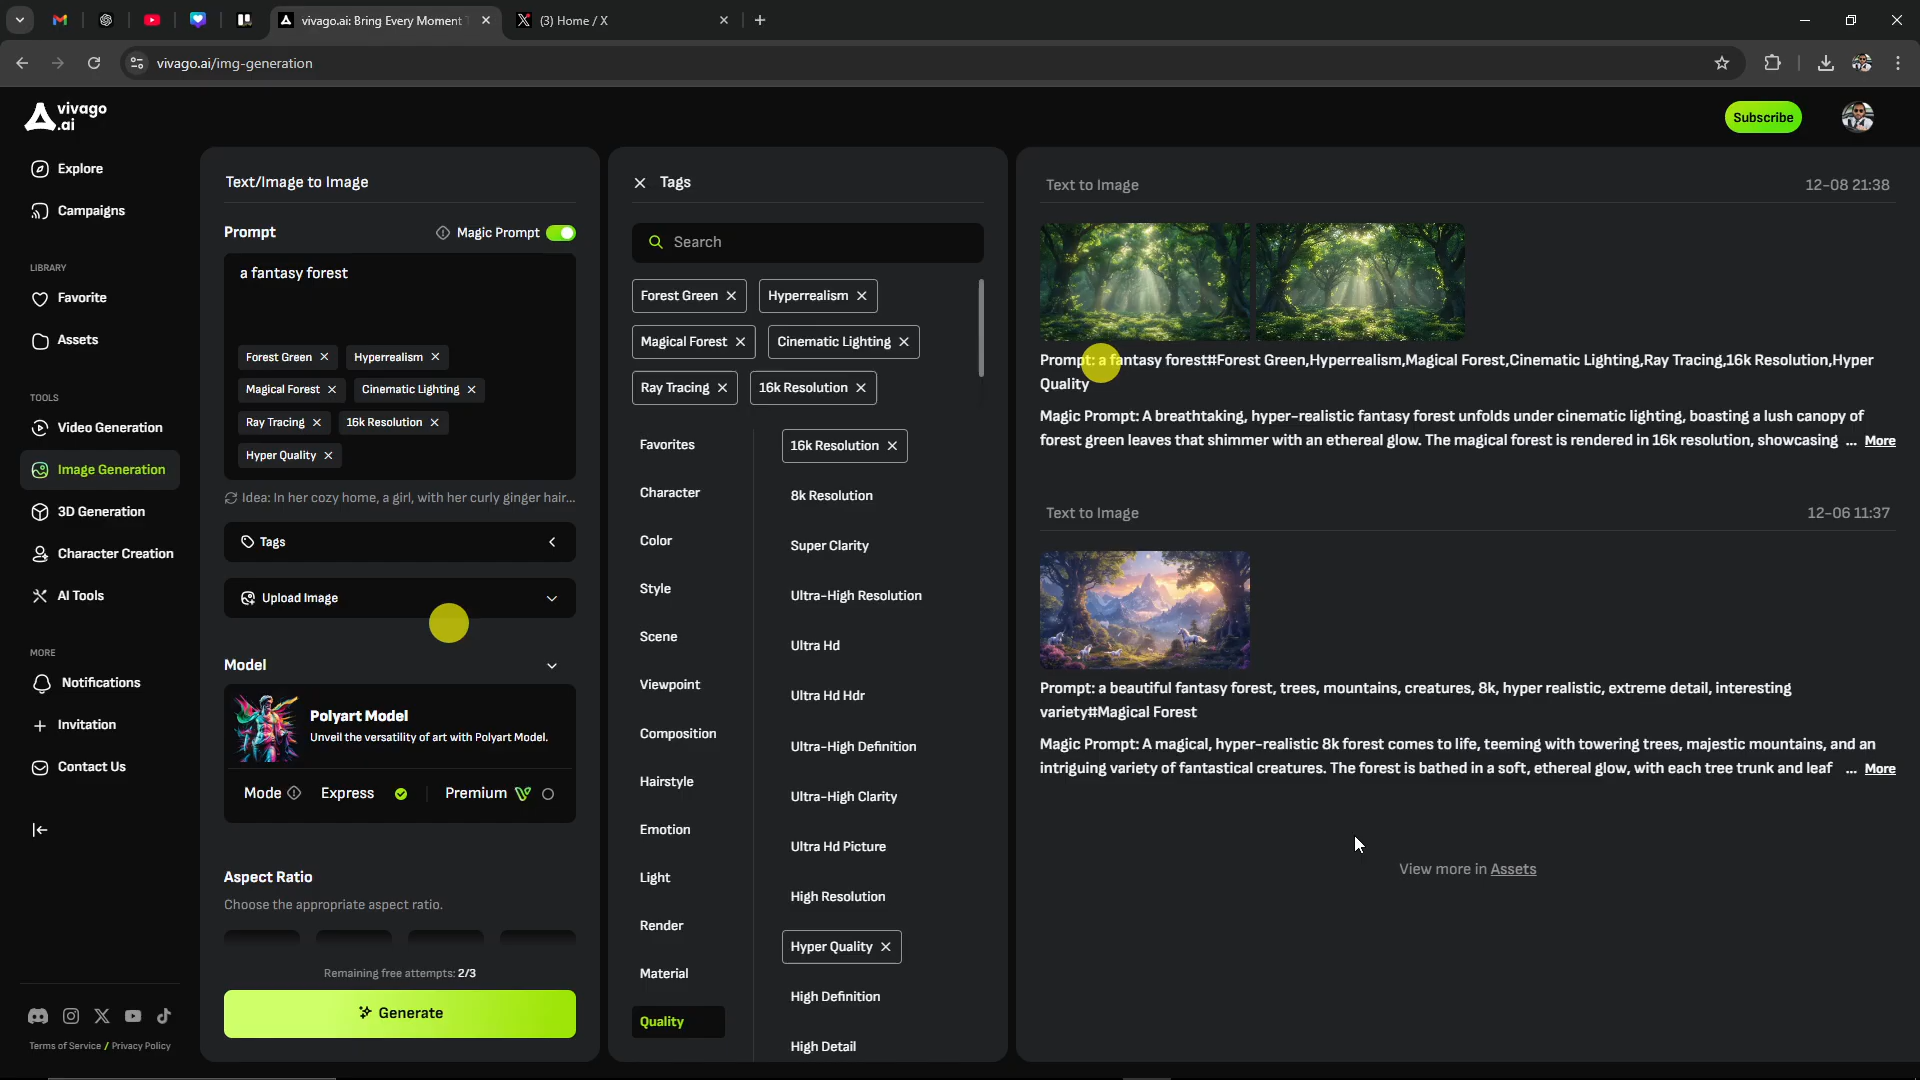 vivago.ai: Bring Every Moment T
(3) Home / X
vivago.ai/img-generation
vivago
.ai
Subscribe
Explore
Campaigns
LIBRARY
Favorite
Assets
TOOLS
Video Generation
Image Generation
3D Generation
Character Creation
AI Tools
MORE
Notifications
Invitation
Contact Us
Terms of Service / Privacy Policy
Text/Image to Image
Prompt
Magic Prompt
a fantasy forest
Forest Green
Hyperrealism
Magical Forest
Cinematic Lighting
Ray Tracing
16k Resolution
Hyper Quality
Idea: In her cozy home, a girl, with her curly ginger hair...
Tags
Upload Image
Model
Polyart Model
Unveil the versatility of art with Polyart Model.
Mode
Express
Premium
Aspect Ratio
Choose the appropriate aspect ratio.
Remaining free attempts: 2/3
Generate
Tags
Search
Forest Green
Hyperrealism
Magical Forest
Cinematic Lighting
Ray Tracing
16k Resolution
Favorites
Character
Color
Style
Scene
Viewpoint
Composition
Hairstyle
Emotion
Light
Render
Material
Quality
16k Resolution
8k Resolution
Super Clarity
Ultra-High Resolution
Ultra Hd
Ultra Hd Hdr
Ultra-High Definition
Ultra-High Clarity
Ultra Hd Picture
High Resolution
Hyper Quality
High Definition
High Detail
Text to Image
12-08 21:38
Prompt: a fantasy forest#Forest Green,Hyperrealism,Magical Forest,Cinematic Lighting,Ray Tracing,16k Resolution,Hyper
Quality
Magic Prompt: A breathtaking, hyper-realistic fantasy forest unfolds under cinematic lighting, boasting a lush canopy of
forest green leaves that shimmer with an ethereal glow. The magical forest is rendered in 16k resolution, showcasing ... More
Text to Image
12-06 11:37
Prompt: a beautiful fantasy forest, trees, mountains, creatures, 8k, hyper realistic, extreme detail, interesting
variety#Magical Forest
Magic Prompt: A magical, hyper-realistic 8k forest comes to life, teeming with towering trees, majestic mountains, and an
intriguing variety of fantastical creatures. The forest is bathed in a soft, ethereal glow, with each tree trunk and leaf ... More
View more in Assets